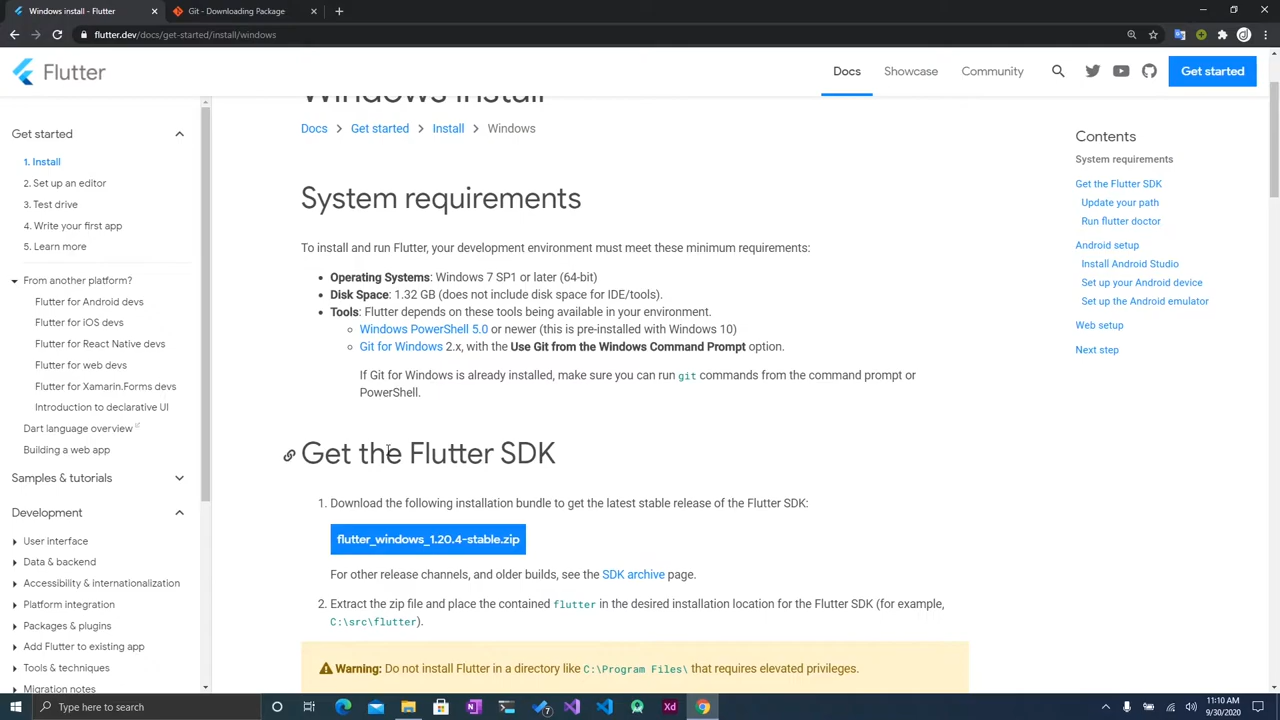 Windows install
Git - Downloading Package
flutter.dev/docs/get-started/install/windows
Flutter
Docs
Showcase
Community
Get started
Get started
1. Install
2. Set up an editor
3. Test drive
4. Write your first app
5. Learn more
From another platform?
Flutter for Android devs
Flutter for iOS devs
Flutter for React Native devs
Flutter for web devs
Flutter for Xamarin.Forms devs
Introduction to declarative UI
Dart language overview
Building a web app
Samples & tutorials
Development
User interface
Data & backend
Accessibility & internationalization
Platform integration
Packages & plugins
Add Flutter to existing app
Tools & techniques
Migration notes
Windows install
Docs > Get started > Install > Windows
System requirements
To install and run Flutter, your development environment must meet these minimum requirements:
• Operating Systems: Windows 7 SP1 or later (64-bit)
• Disk Space: 1.32 GB (does not include disk space for IDE/tools).
• Tools: Flutter depends on these tools being available in your environment.
Windows PowerShell 5.0 or newer (this is pre-installed with Windows 10)
Git for Windows 2.x, with the Use Git from the Windows Command Prompt option.
If Git for Windows is already installed, make sure you can run git commands from the command prompt or
PowerShell.
Get the Flutter SDK
1. Download the following installation bundle to get the latest stable release of the Flutter SDK:
flutter_windows_1.20.4-stable.zip
For other release channels, and older builds, see the SDK archive page.
2. Extract the zip file and place the contained flutter in the desired installation location for the Flutter SDK (for example,
C:\src\flutter).
Warning: Do not install Flutter in a directory like C:\Program Files\ that requires elevated privileges.
Contents
System requirements
Get the Flutter SDK
Update your path
Run flutter doctor
Android setup
Install Android Studio
Set up your Android device
Set up the Android emulator
Web setup
Next step
Type here to search
11:10 AM
9/30/2020